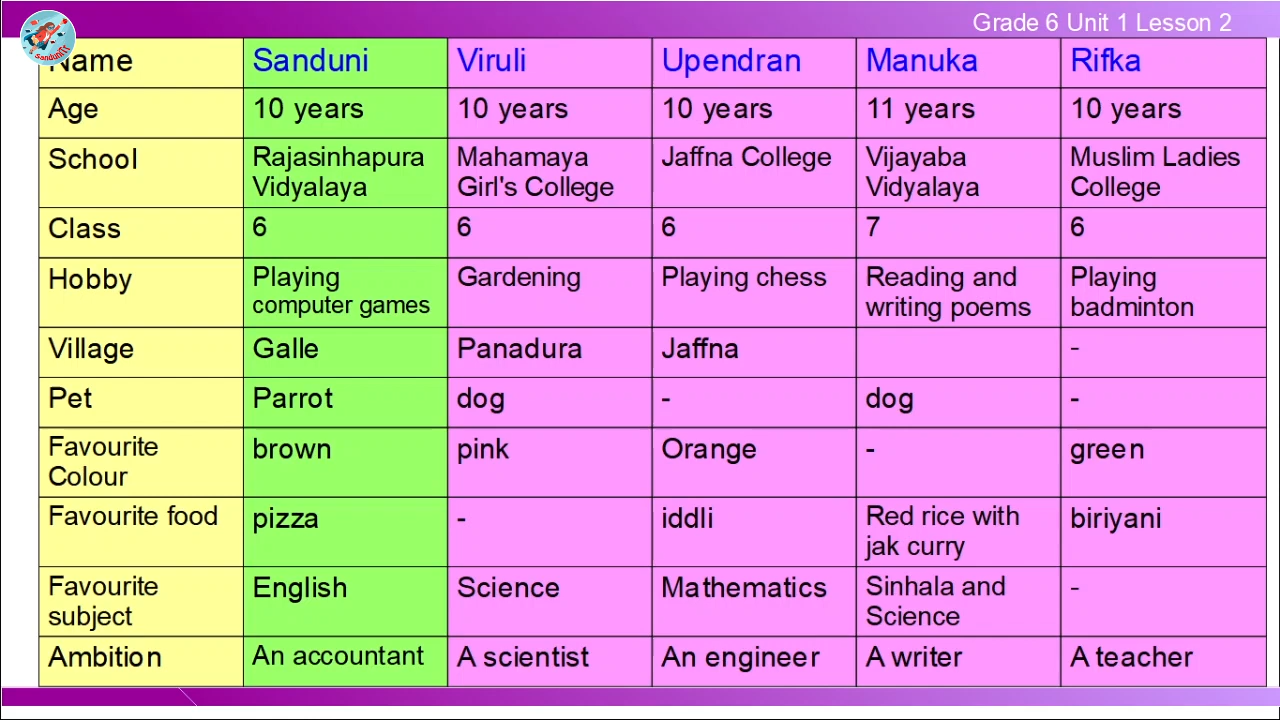 Grade 6 Unit 1 Lesson 2
Name Sanduni Viruli Upendran Manuka Rifka
Age 10 years 10 years 10 years 11 years 10 years
School Rajasinhapura Mahamaya Jaffna College Vijayaba Muslim Ladies
Vidyalaya Girl's College Vidyalaya College
Class 6 6 6 7 6
Hobby Playing Gardening Playing chess Reading and Playing
computer games writing poems badminton
Village Galle Panadura Jaffna -
Pet Parrot dog - dog -
Favourite brown pink Orange - green
Colour
Favourite food pizza - iddli Red rice with biriyani
jak curry
Favourite English Science Mathematics Sinhala and -
subject Science
Ambition An accountant A scientist An engineer A writer A teacher